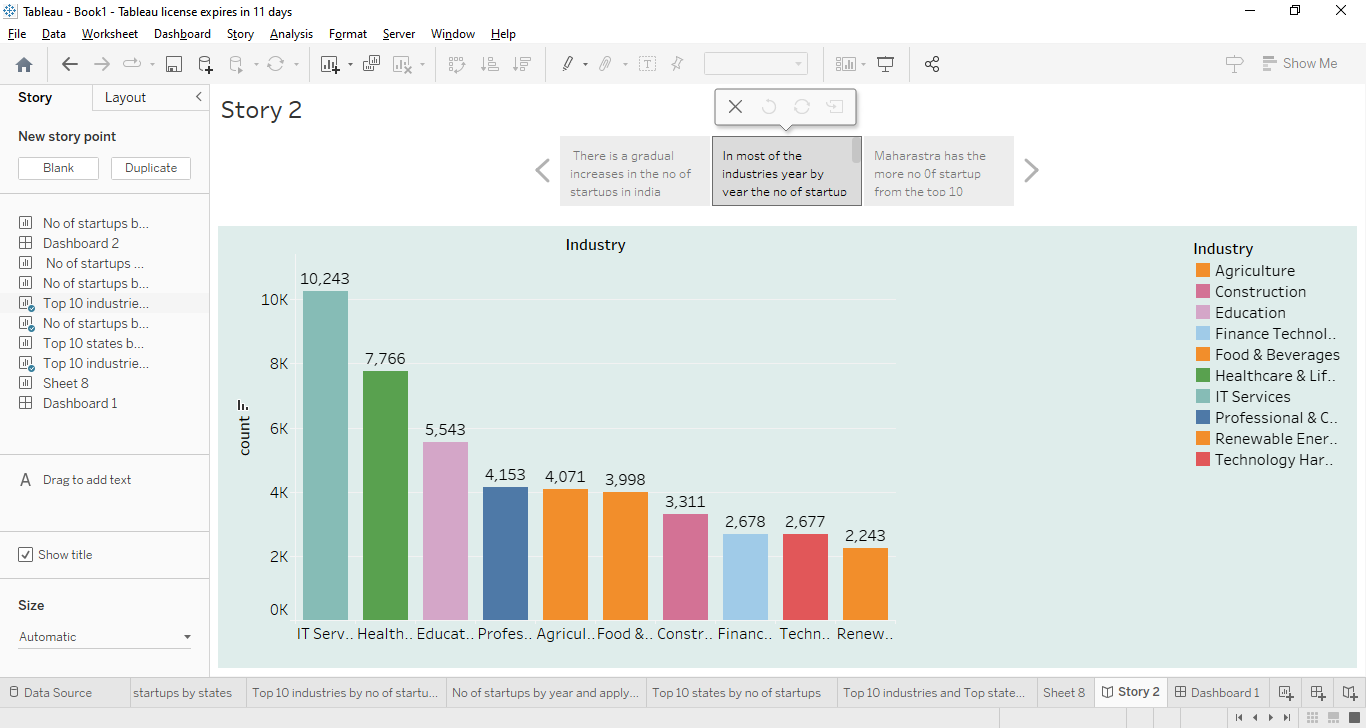 Tableau - Book1 - Tableau license expires in 11 days
File Data Worksheet Dashboard Story Analysis Format Server Window Help
Show Me
Story Layout
New story point
Blank Duplicate
No of startups b...
Dashboard 2
No of startups ...
No of startups b...
Top 10 industrie...
No of startups b...
Top 10 states b...
Top 10 industrie...
Sheet 8
Dashboard 1
A Drag to add text
Show title
Size
Automatic
Story 2
There is a gradual
increases in the no of
startups in india
In most of the
industries year by
year the no of startup
Maharastra has the
more no 0f startup
from the top 10
Industry
count
10K
8K
6K
4K
2K
0K
10,243
7,766
5,543
4,153
4,071
3,998
3,311
2,678
2,677
2,243
IT Serv.. Health.. Educat.. Profes.. Agricul.. Food &.. Constr.. Financ.. Techn.. Renew..
Industry
Agriculture
Construction
Education
Finance Technol..
Food & Beverages
Healthcare & Lif..
IT Services
Professional & C..
Renewable Ener..
Technology Har..
Data Source startups by states Top 10 industries by no of startu... No of startups by year and apply... Top 10 states by no of startups Top 10 industries and Top state... Sheet 8 Story 2 Dashboard 1